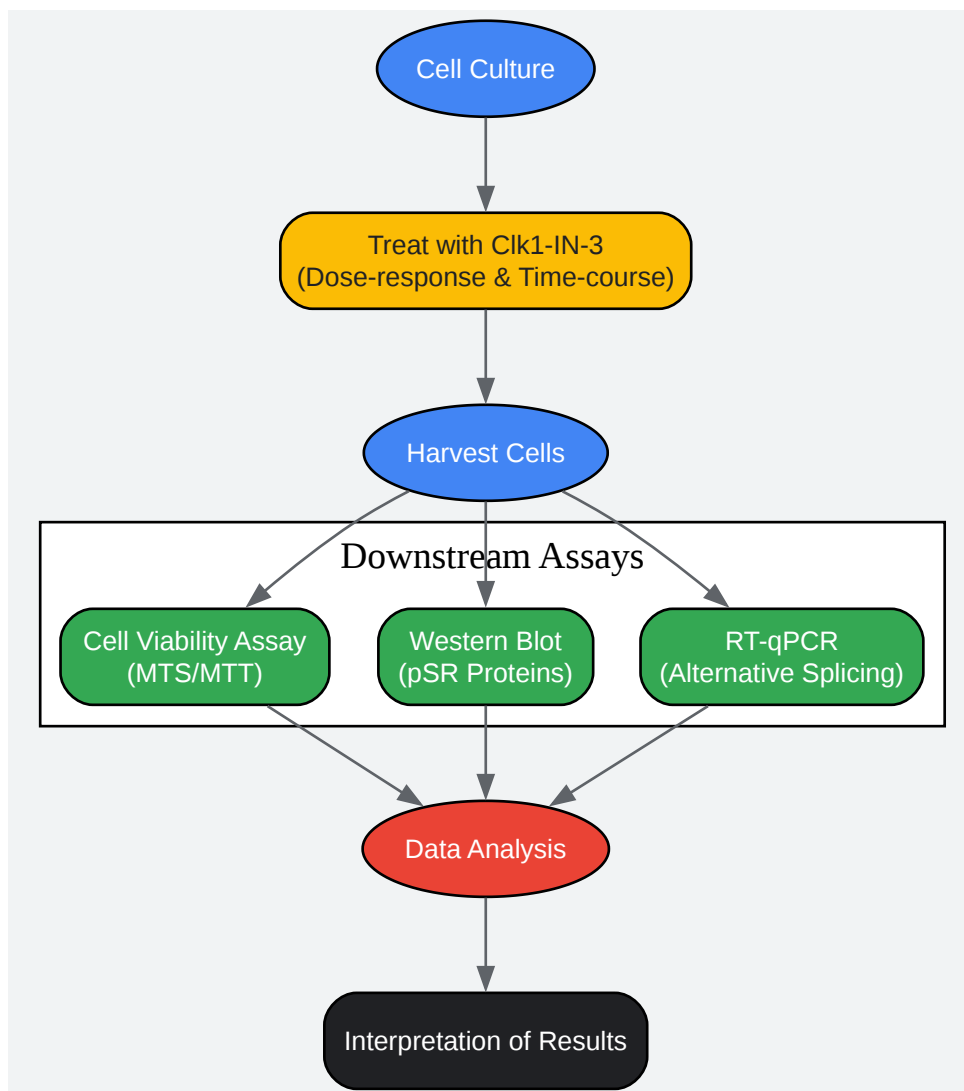 Cell Culture
Treat with Clk1-IN-3
(Dose-response & Time-course)
Harvest Cells
Downstream Assays
Cell Viability Assay
(MTS/MTT)
Western Blot
(pSR Proteins)
RT-qPCR
(Alternative Splicing)
Data Analysis
Interpretation of Results